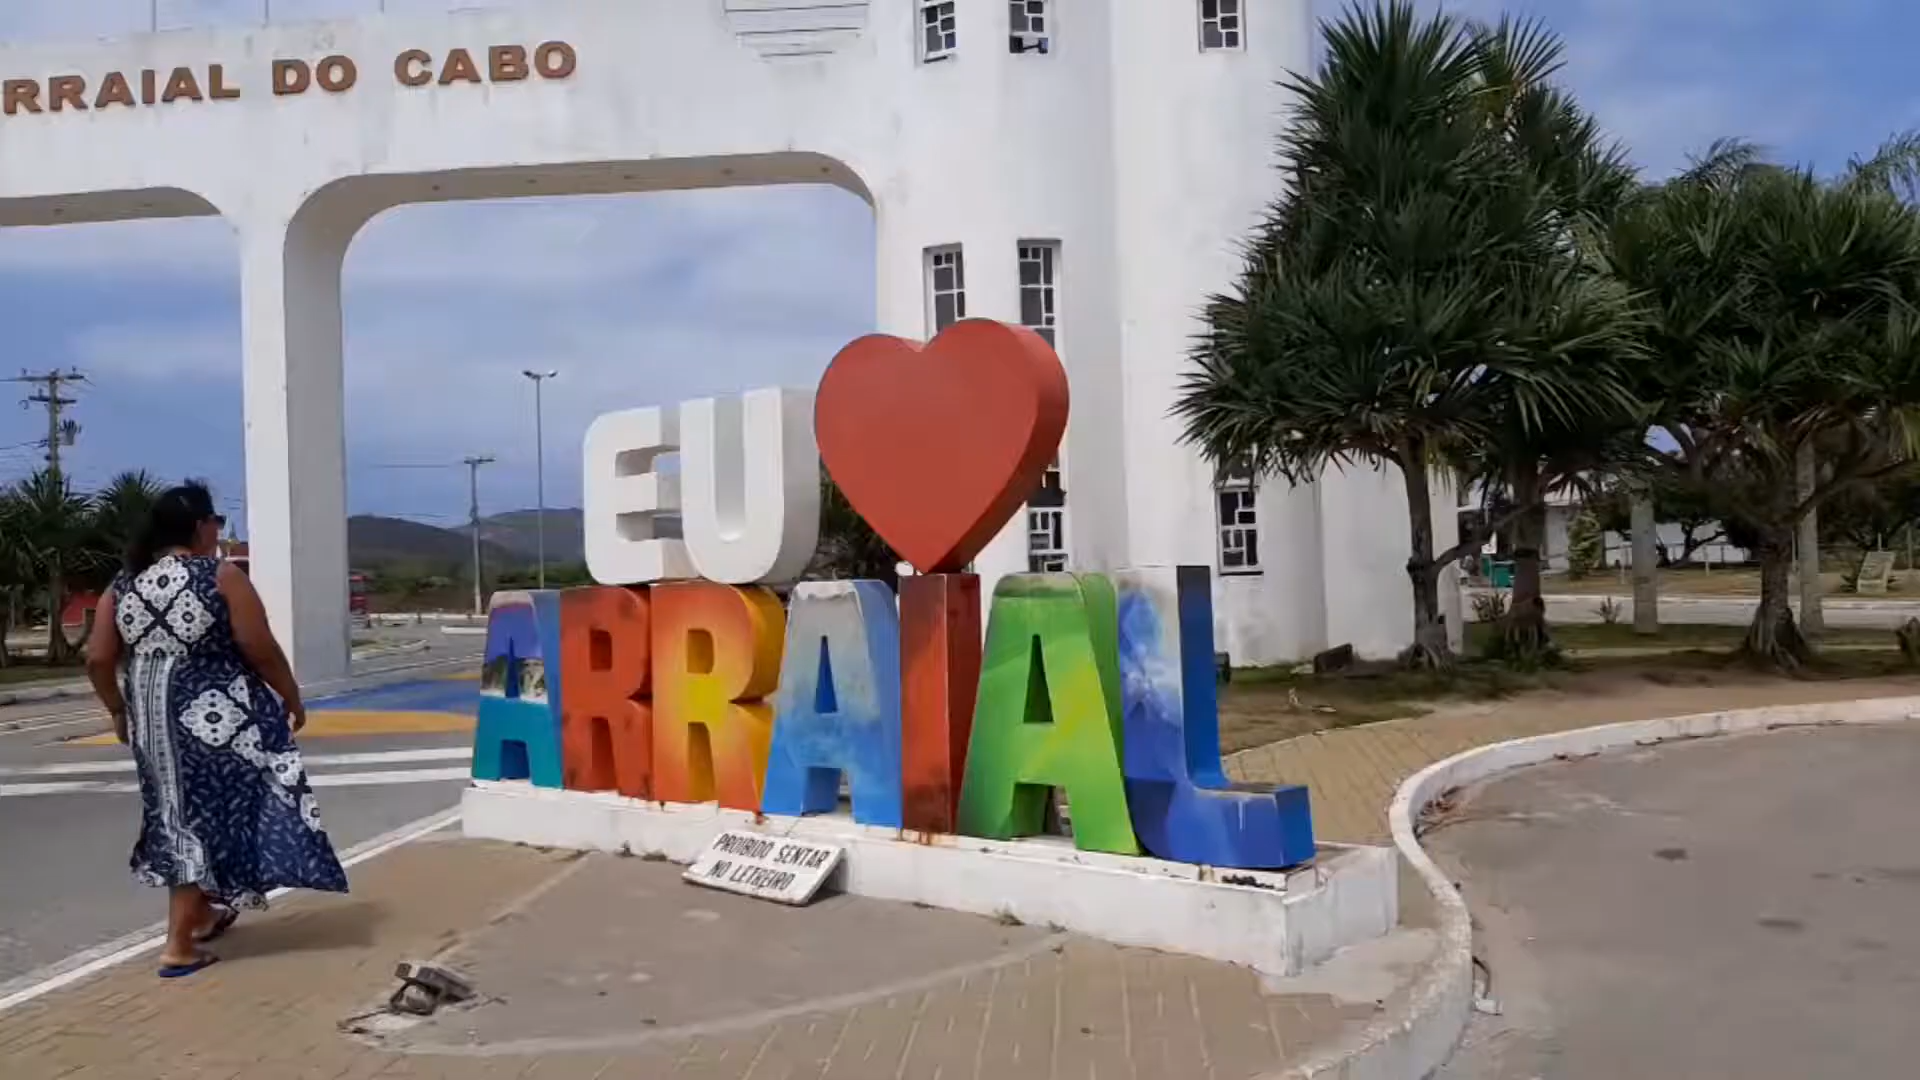 RRAIAL DO CABO
EU
ARRAIAL
PROIBIDO SENTAR
NO LETREIRO